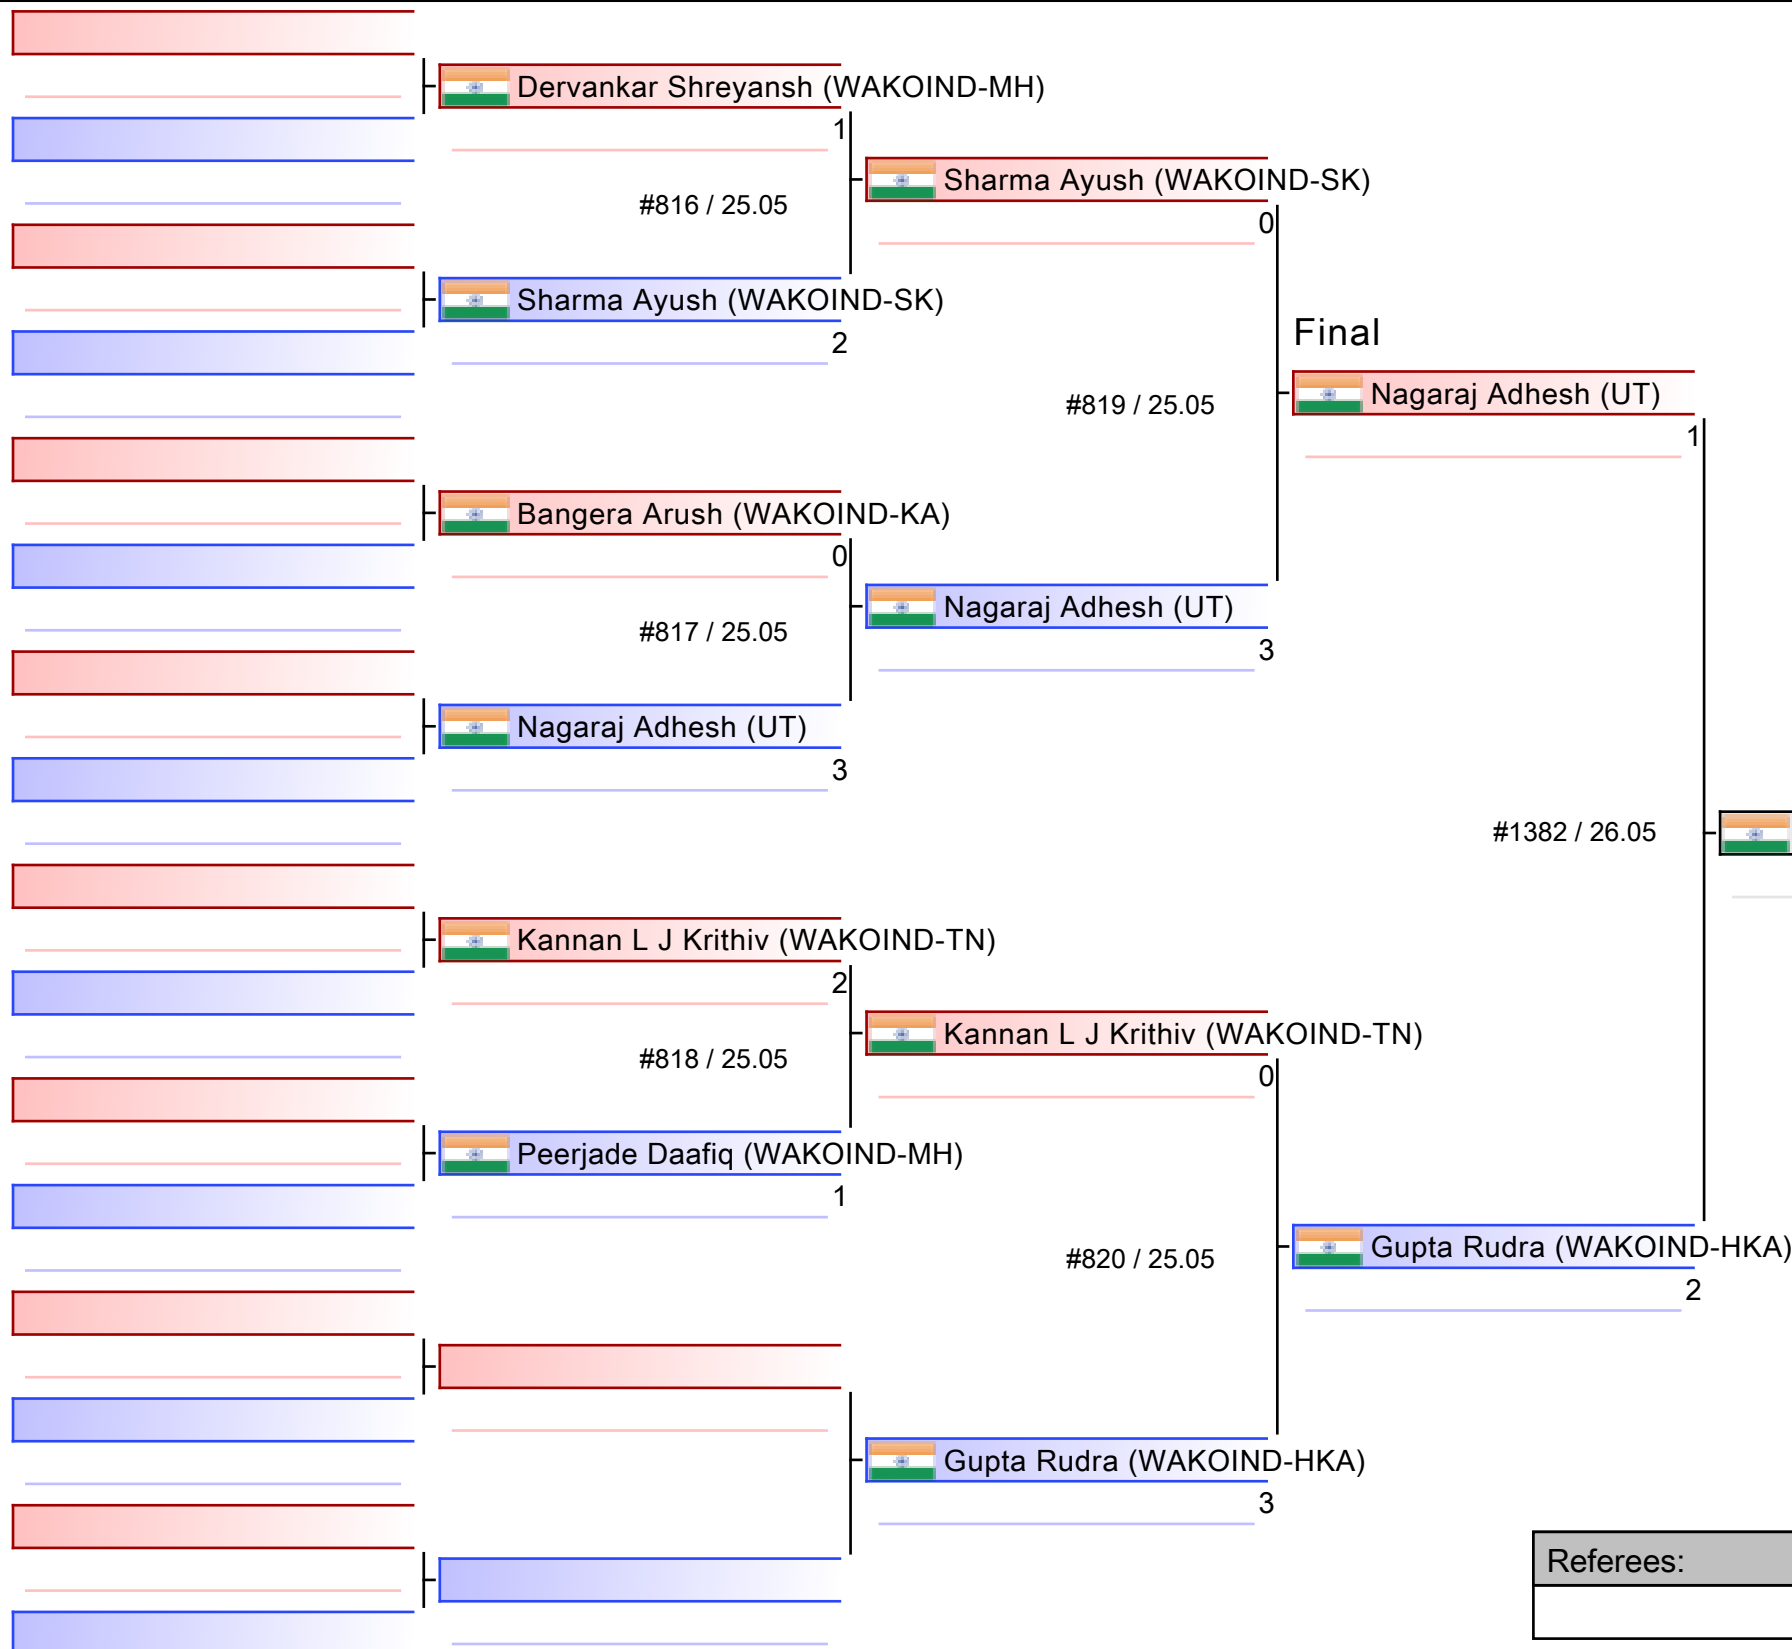 Dervankar Shreyansh (WAKOIND-MH)
1
#816 / 25.05
Sharma Ayush (WAKOIND-SK)
2
Bangera Arush (WAKOIND-KA)
0
#817 / 25.05
Nagaraj Adhesh (UT)
3
Kannan L J Krithiv (WAKOIND-TN)
2
#818 / 25.05
Peerjade Daafiq (WAKOIND-MH)
1
Sharma Ayush (WAKOIND-SK)
0
#819 / 25.05
Nagaraj Adhesh (UT)
3
Kannan L J Krithiv (WAKOIND-TN)
0
#820 / 25.05
Gupta Rudra (WAKOIND-HKA)
3
Final
Nagaraj Adhesh (UT)
1
#1382 / 26.05
Gupta Rudra (WAKOIND-HKA)
2
Referees: